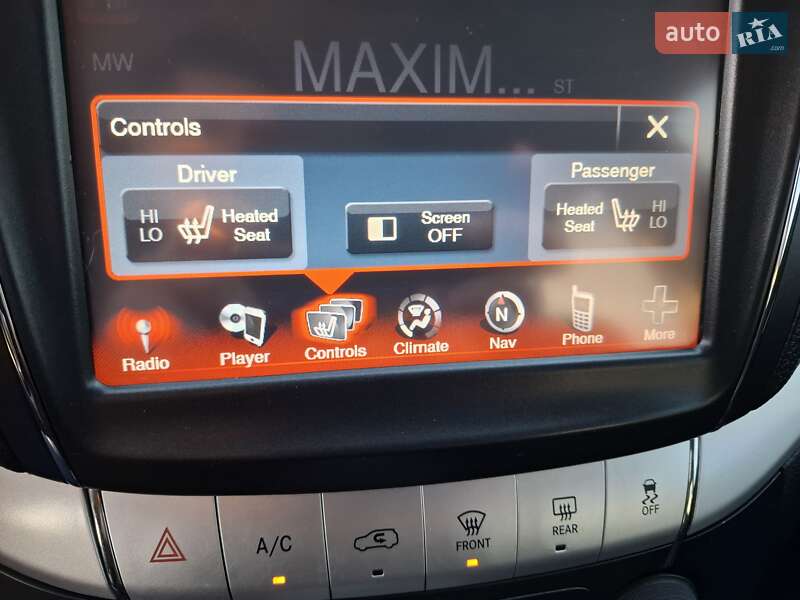 auto RIA .com
MW
MAXIM...
ST
Controls
X
Driver
Passenger
HI
LO
Heated
Seat
Screen
OFF
Heated
Seat
HI
LO
N
Radio
Player
Controls
Climate
Nav
Phone
More
A/C
FRONT
REAR
OFF